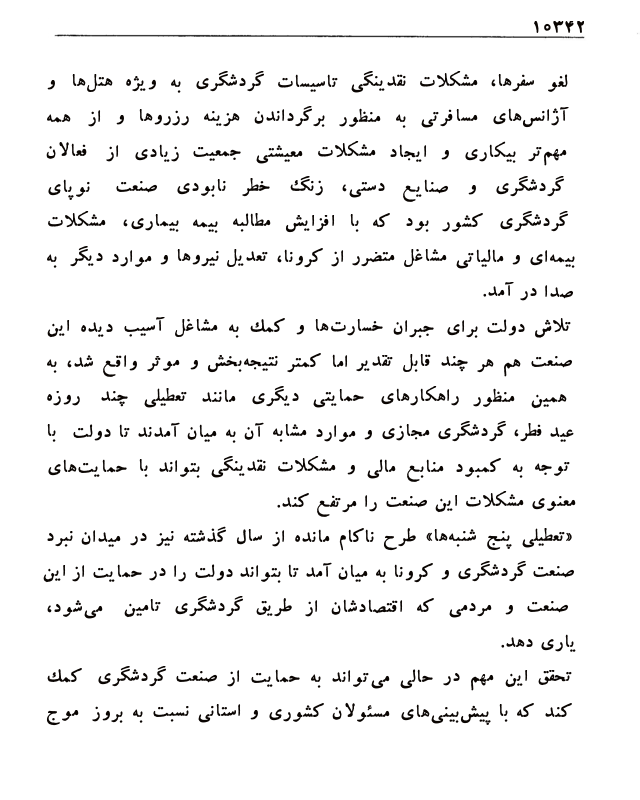 ۱۰۳۴۲
لغو سفرها، مشکلات نقدینگی تاسیسات گردشگری به ویژه هتل‌ها و
آژانس‌های مسافرتی به منظور برگرداندن هزینه رزروها و از همه
مهم‌تر بیکاری و ایجاد مشکلات معیشتی جمعیت زیادی از فعالان
گردشگری و صنایع دستی، زنگ خطر نابودی صنعت نوپای
گردشگری کشور بود که با افزایش مطالبه بیمه بیماری، مشکلات
بیمه‌ای و مالیاتی مشاغل متضرر از کرونا، تعدیل نیروها و موارد دیگر به
صدا در آمد.
تلاش دولت برای جبران خسارت‌ها و کمك به مشاغل آسیب دیده این
صنعت هم هر چند قابل تقدیر اما کمتر نتیجه‌بخش و موثر واقع شد، به
همین منظور راهکارهای حمایتی دیگری مانند تعطیلی چند روزه
عید فطر، گردشگری مجازی و موارد مشابه آن به میان آمدند تا دولت با
توجه به کمبود منابع مالی و مشکلات نقدینگی بتواند با حمایت‌های
معنوی مشکلات این صنعت را مرتفع کند.
«تعطیلی پنج شنبه‌ها» طرح ناکام مانده از سال گذشته نیز در میدان نبرد
صنعت گردشگری و کرونا به میان آمد تا بتواند دولت را در حمایت از این
صنعت و مردمی که اقتصادشان از طریق گردشگری تامین می‌شود،
یاری دهد.
تحقق این مهم در حالی می‌تواند به حمایت از صنعت گردشگری کمك
کند که با پیش‌بینی‌های مسئولان کشوری و استانی نسبت به بروز موج